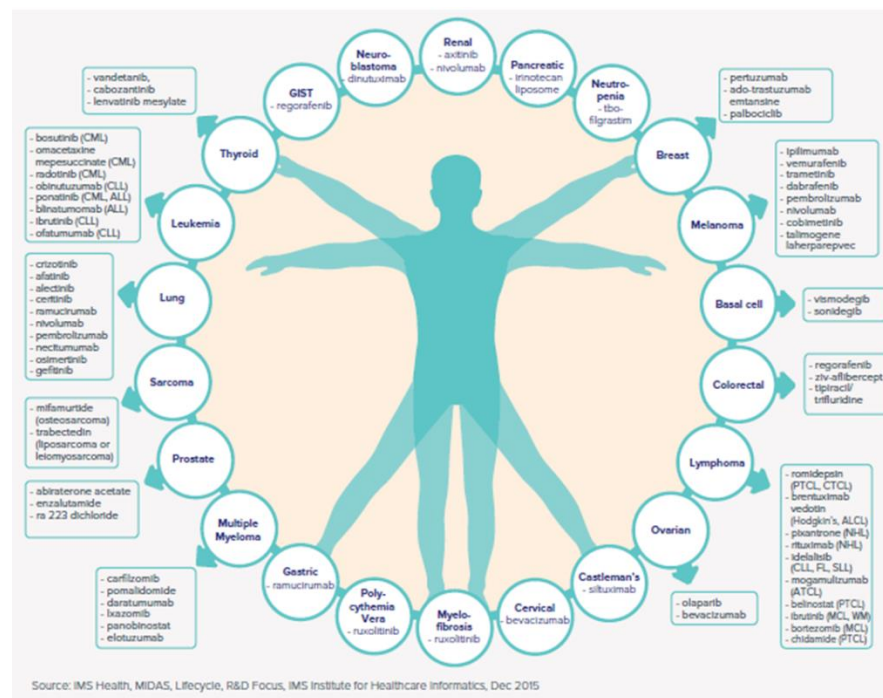 Renal
- axitinib
- nivolumab
Pancreatic
- irinotecan
liposome
Neutro-
penia
- tbo-
filgrastim
Breast
- pertuzumab
- ado-trastuzumab
emtansine
- palbociclib
Melanoma
- ipilimumab
- vemurafenib
- trametinib
- dabrafenib
- pembrolizumab
- nivolumab
- cobimetinib
- talimogene
laherparepvec
Basal cell
- vismodegib
- sonidegib
Colorectal
- regorafenib
- ziv-aflibercept
- tipiracil/
trifluridine
Lymphoma
- romidepsin
(PTCL, CTCL)
- brentuximab
vedotin
(Hodgkin's, ALCL)
- pixantrone (NHL)
- rituximab (NHL)
- idelalisib
(CLL, FL, SLL)
- mogamulizumab
(ATCL)
- belinostat (PTCL)
- ibrutinib (MCL, WM)
- bortezomib (MCL)
- chidamide (PTCL)
Ovarian
- olaparib
- bevacizumab
Castleman's
- siltuximab
Cervical
- bevacizumab
Myelo-
fibrosis
- ruxolitinib
Poly-
cythemia
Vera
- ruxolitinib
Gastric
- ramucirumab
Multiple
Myeloma
- carfilzomib
- pomalidomide
- daratumumab
- ixazomib
- panobinostat
- elotuzumab
Prostate
- abiraterone acetate
- enzalutamide
- ra 223 dichloride
Sarcoma
- mifamurtide
(osteosarcoma)
- trabectedin
(liposarcoma or
leiomyosarcoma)
Lung
- crizotinib
- afatinib
- alectinib
- ceritinib
- ramucirumab
- nivolumab
- pembrolizumab
- necitumumab
- osimertinib
- gefitinib
Leukemia
- bosutinib (CML)
- omacetaxine
mepesuccinate (CML)
- radotinib (CML)
- obinutuzumab (CLL)
- ponatinib (CML, ALL)
- blinatumomab (ALL)
- ibrutinib (CLL)
- ofatumumab (CLL)
Thyroid
- vandetanib,
- cabozantinib
- lenvatinib mesylate
GIST
- regorafenib
Neuro-
blastoma
- dinutuximab
Source: IMS Health, MIDAS, Lifecycle, R&D Focus, IMS Institute for Healthcare Informatics, Dec 2015